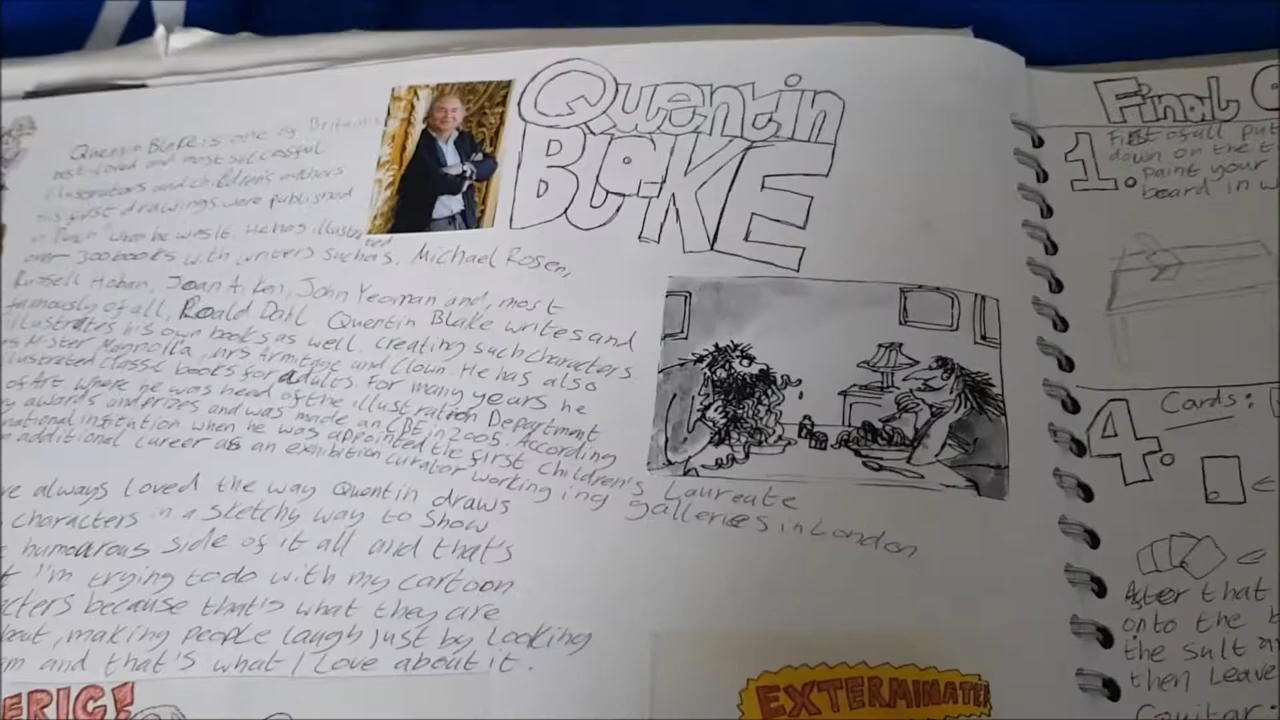 Quentin
BLaKE
Quentin Blake is one of Britain's
best-loved and most successful
illustrators and children's authors
His first drawings were published
in "Punch" when he was 16. He has illustrated
over 300 books with writers such as, Michael Rosen,
Russell Hoban, Joan Aiken, John Yeoman and, most
famously of all, Roald Dahl Quentin Blake writes and
illustrates his own books as well. creating such characters
as Mister Magnolia, mrs Armitage and Clown. He has also
illustrated classic books for adults. For many years he
of Art where he was head of the illustration Department
awards and prizes and was made an CBE in 2005. According
national institution when he was appointed the first Children's Laureate
additional career as an exhibition curator working ing galleries in London
always loved the way Quentin draws
characters in a sketchy way to show
humourous side of it all and that's
I'm trying to do with my cartoon
because that's what they are
making people laugh just by looking
and that's what I love about it.
ERIC!
EXTERMINATE
Final
1.
First of all put
down on the t
paint your
board in w
4.
Cards:
After that
onto the
the salt a
then leave
Guitar: